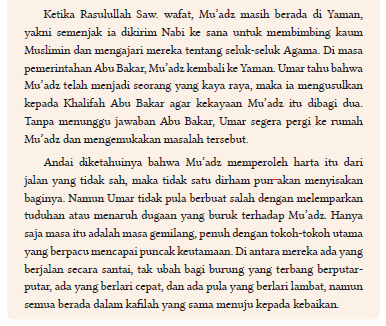 Ketika Rasulullah Saw. wafat, Mu'adz masih berada di Yaman,
yakni semenjak ia dikirim Nabi ke sana untuk membimbing kaum
Muslimin dan mengajari mereka tentang seluk-seluk Agama. Di masa
pemerintahan Abu Bakar, Mu'adz kembali ke Yaman. Umar tahu bahwa
Mu'adz telah menjadi seorang yang kaya raya, maka ia mengusulkan
kepada Khalifah Abu Bakar agar kekayaan Mu'adz itu dibagi dua.
Tanpa menunggu jawaban Abu Bakar, Umar segera pergi ke rumah
Mu'adz dan mengemukakan masalah tersebut.
Andai diketahuinya bahwa Mu'adz memperoleh harta itu dari
jalan yang tidak sah, maka tidak satu dirham pun-akan menyisakan
baginya. Namun Umar tidak pula berbuat salah dengan melemparkan
tuduhan atau menaruh dugaan yang buruk terhadap Mu'adz. Hanya
saja masa itu adalah masa gemilang, penuh dengan tokoh-tokoh utama
yang berpacu mencapai puncak keutamaan. Di antara mereka ada yang
berjalan secara santai, tak ubah bagi burung yang terbang berputar-
putar, ada yang berlari cepat, dan ada pula yang berlari lambat, namun
semua berada dalam kafilah yang sama menuju kepada kebaikan.